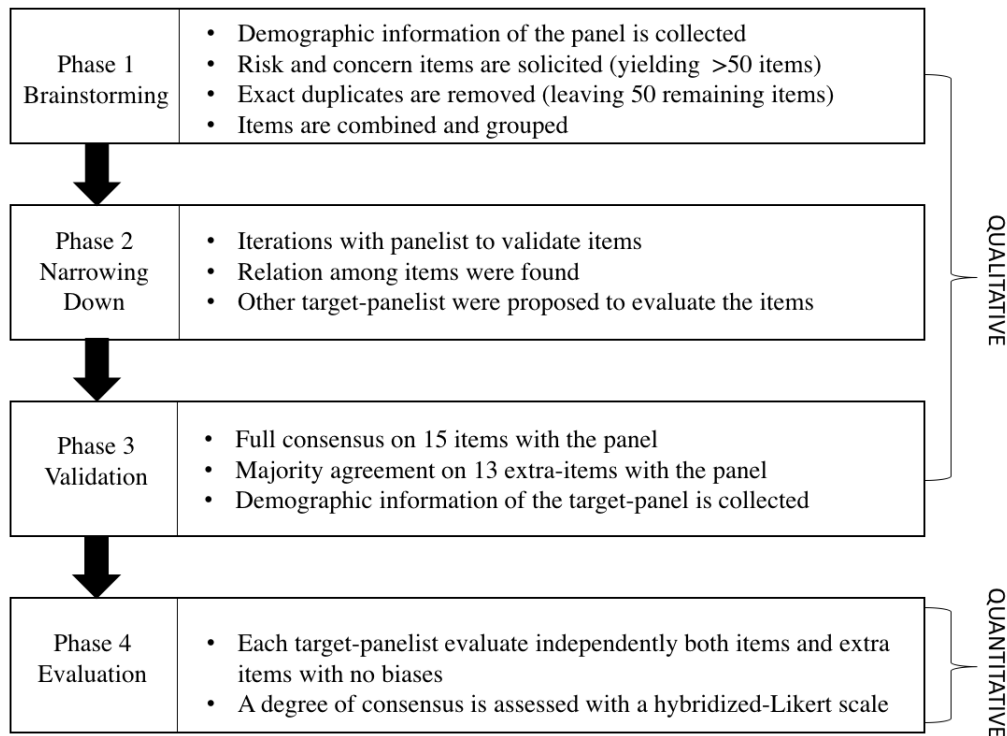 Phase 1
Brainstorming
• Demographic information of the panel is collected
• Risk and concern items are solicited (yielding >50 items)
• Exact duplicates are removed (leaving 50 remaining items)
• Items are combined and grouped
Phase 2
Narrowing
Down
• Iterations with panelist to validate items
• Relation among items were found
• Other target-panelist were proposed to evaluate the items
Phase 3
Validation
• Full consensus on 15 items with the panel
• Majority agreement on 13 extra-items with the panel
• Demographic information of the target-panel is collected
QUALITATIVE
Phase 4
Evaluation
• Each target-panelist evaluate independently both items and extra
items with no biases
• A degree of consensus is assessed with a hybridized-Likert scale
QUANTITATIVE